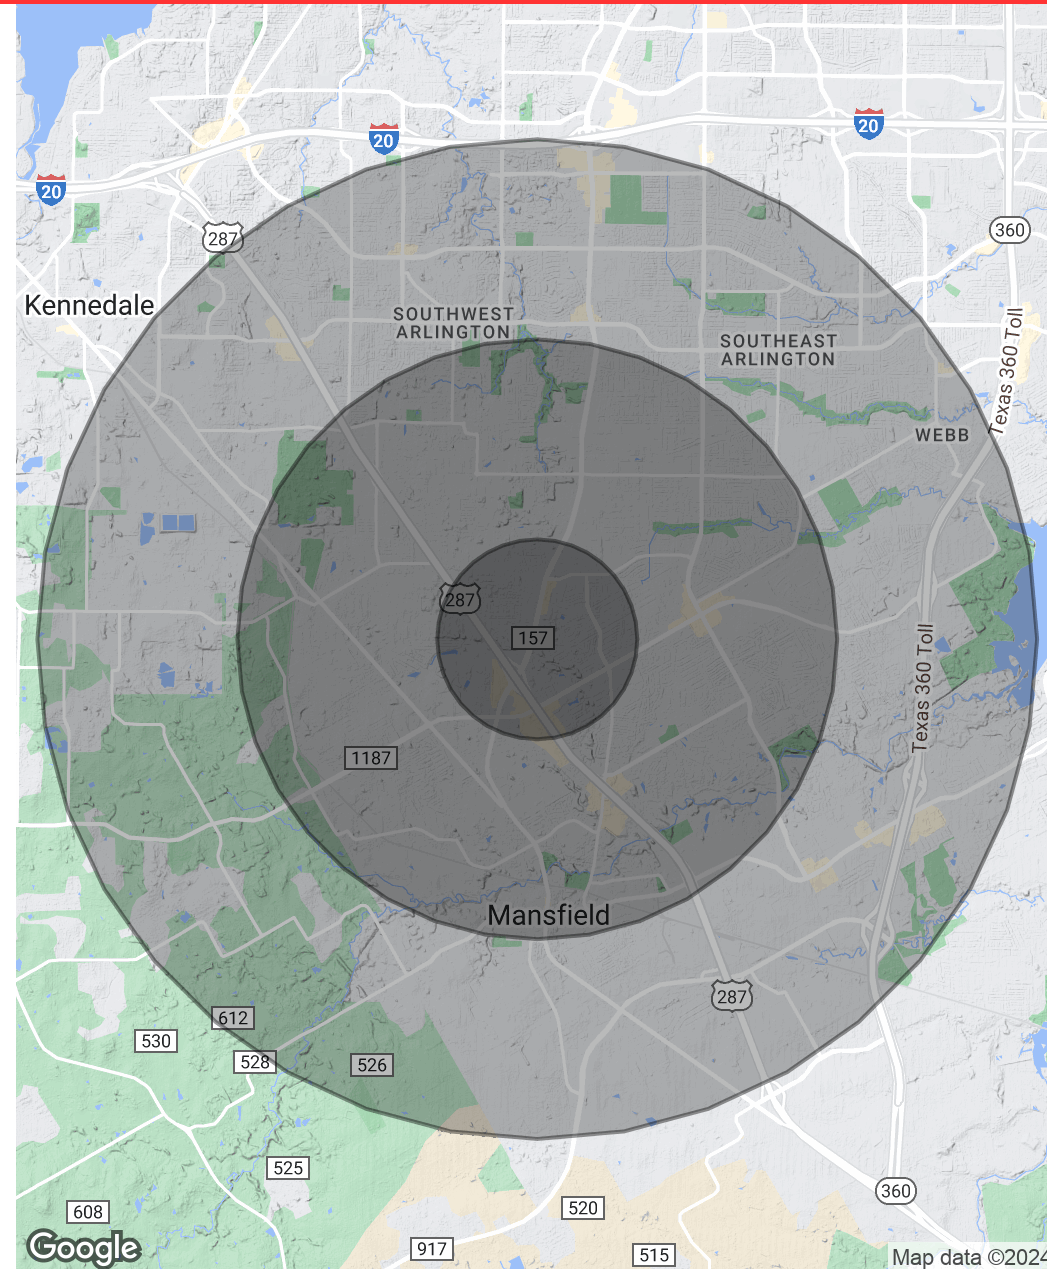 20
20
20
287
360
Kennedale
SOUTHWEST
ARLINGTON
SOUTHEAST
ARLINGTON
Texas 360 Toll
WEBB
287
157
Texas 360 Toll
1187
Mansfield
287
612
530
528
526
525
360
608
520
Google
917
515
Map data ©2024